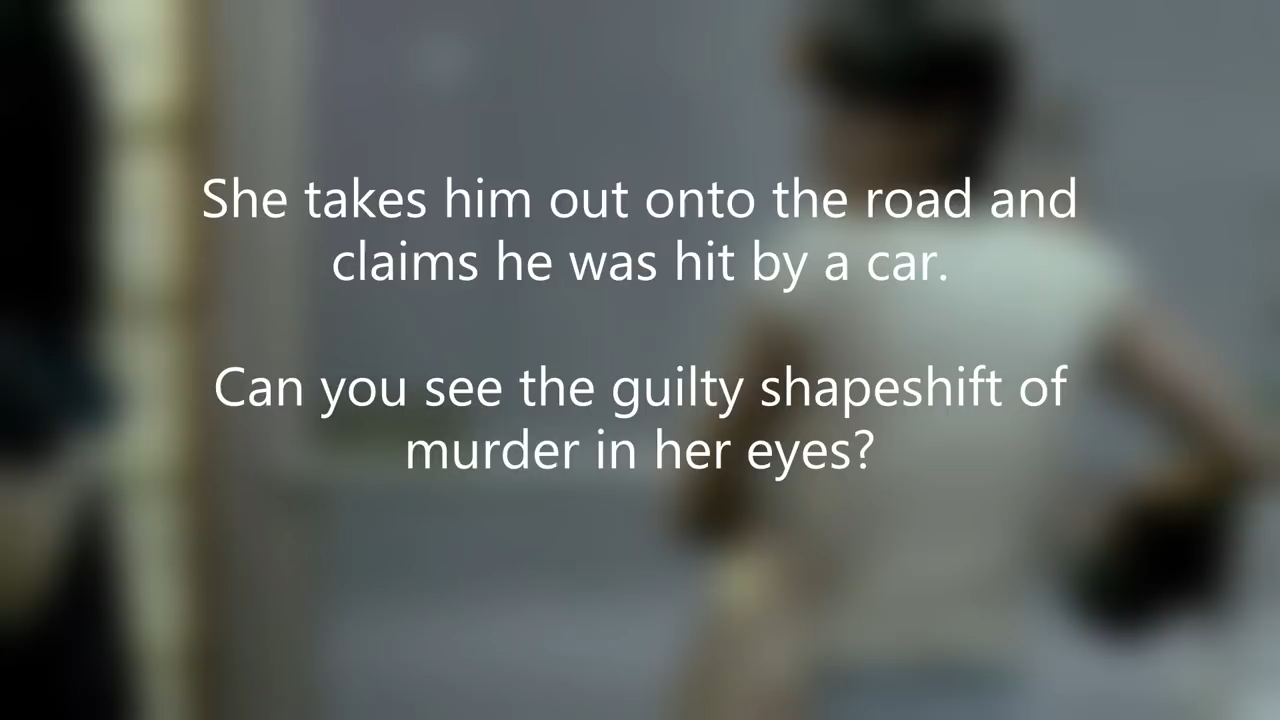 She takes him out onto the road and
claims he was hit by a car.
Can you see the guilty shapeshift of
murder in her eyes?